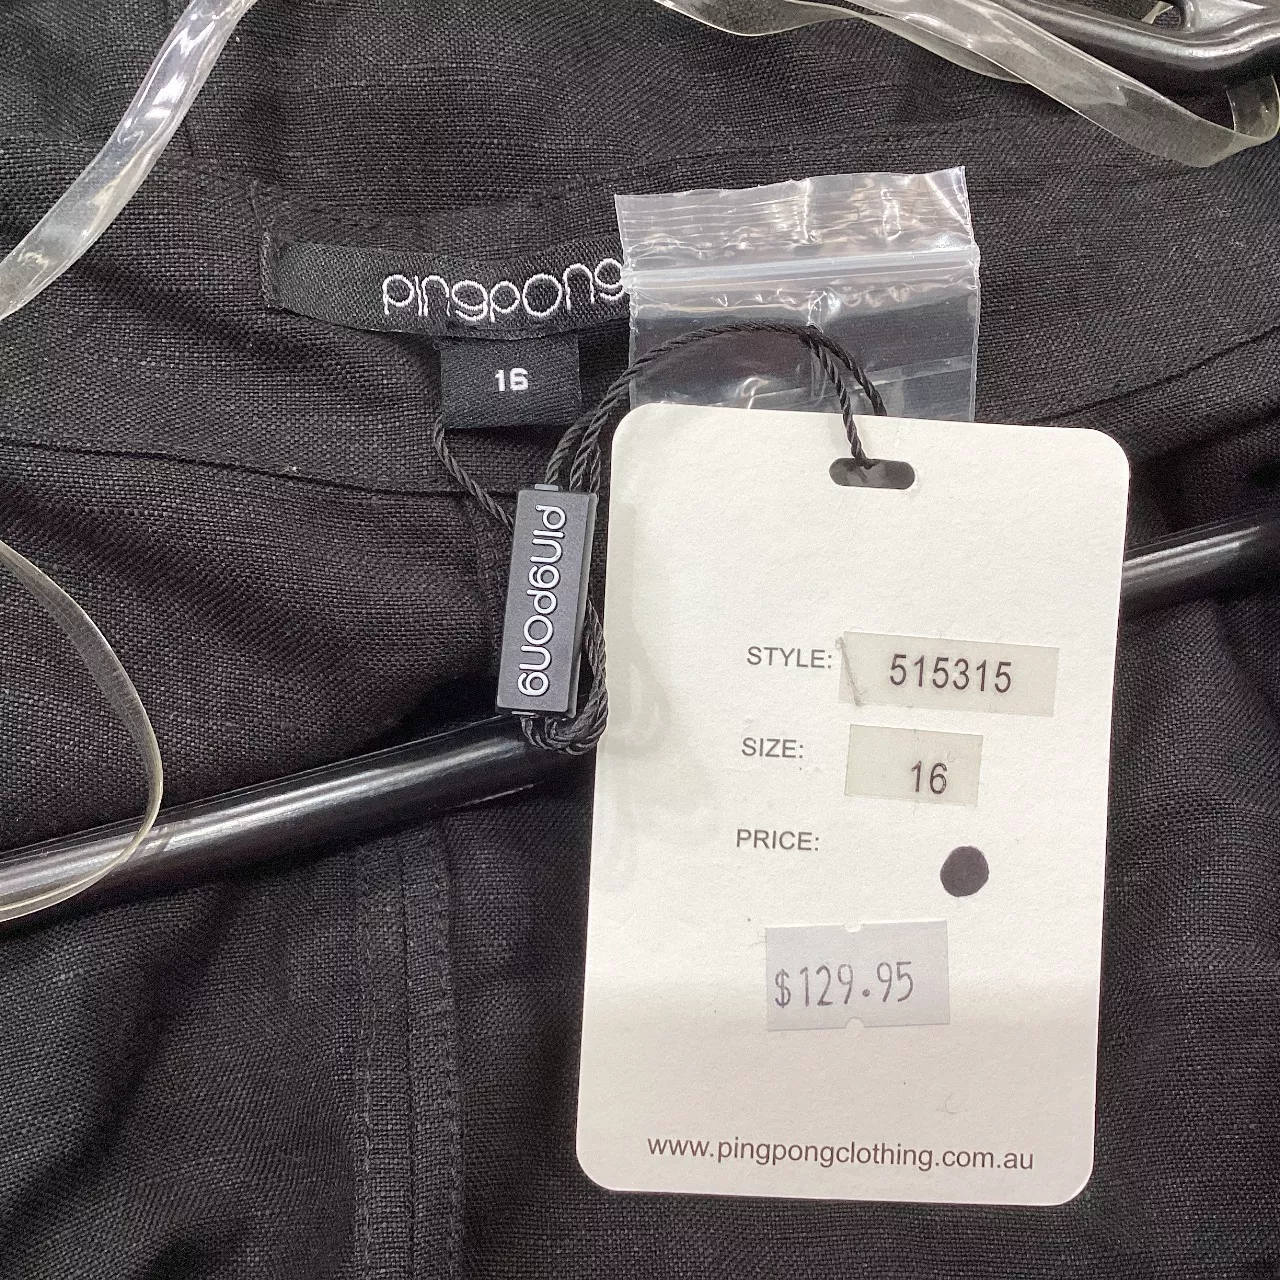 pingpong
16
pingpong
STYLE: 515315
SIZE: 16
PRICE:
$129.95
www.pingpongclothing.com.au